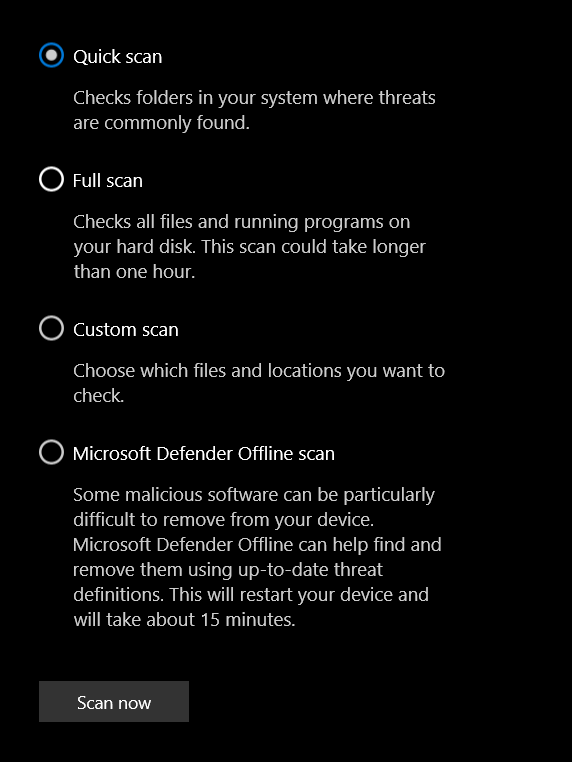 Quick scan
Checks folders in your system where threats
are commonly found.
Full scan
Checks all files and running programs on
your hard disk. This scan could take longer
than one hour.
Custom scan
Choose which files and locations you want to
check.
Microsoft Defender Offline scan
Some malicious software can be particularly
difficult to remove from your device.
Microsoft Defender Offline can help find and
remove them using up-to-date threat
definitions. This will restart your device and
will take about 15 minutes.
Scan now